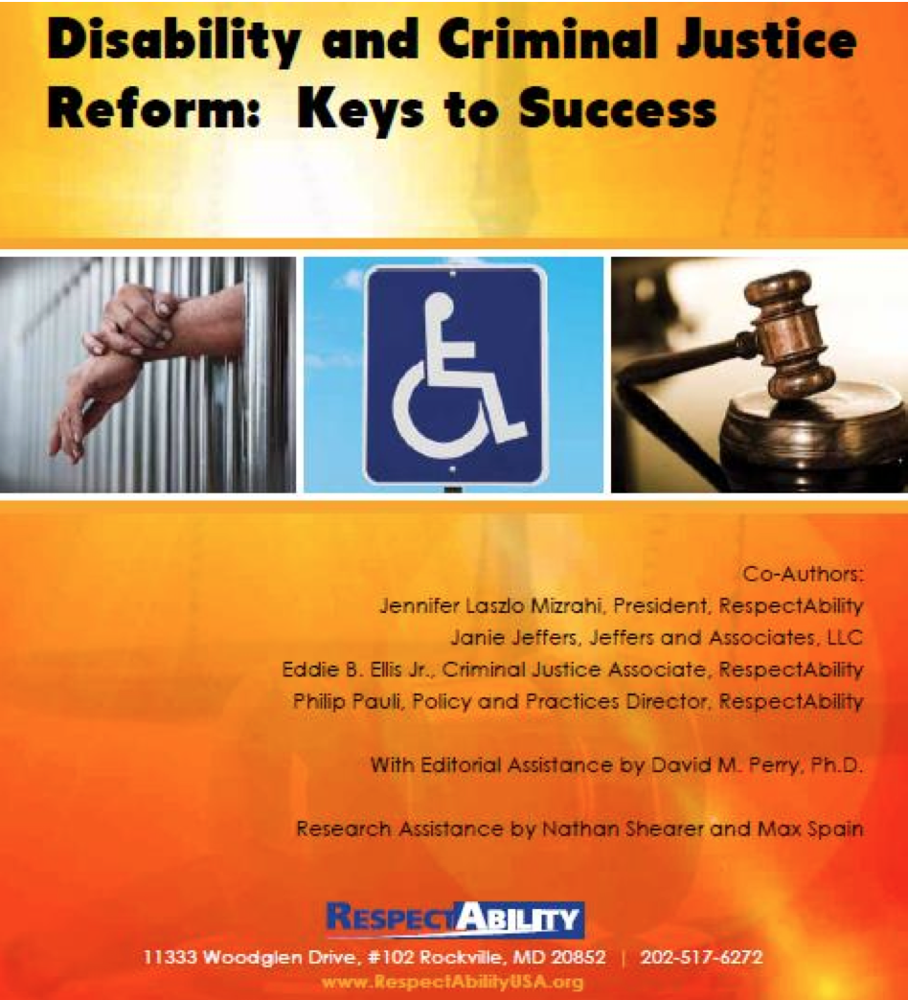 Disability and Criminal Justice
Reform: Keys to Success
Co-Authors:
Jennifer Laszlo Mizrahi, President, RespectAbility
Janie Jeffers, Jeffers and Associates, LLC
Eddie B. Ellis Jr., Criminal Justice Associate, RespectAbility
Philip Pauli, Policy and Practices Director, RespectAbility
With Editorial Assistance by David M. Perry, Ph.D.
Research Assistance by Nathan Shearer and Max Spain
RESPECTABILITY
11333 Woodglen Drive, #102 Rockville, MD 20852 | 202-517-6272
www.RespectAbilityUSA.org